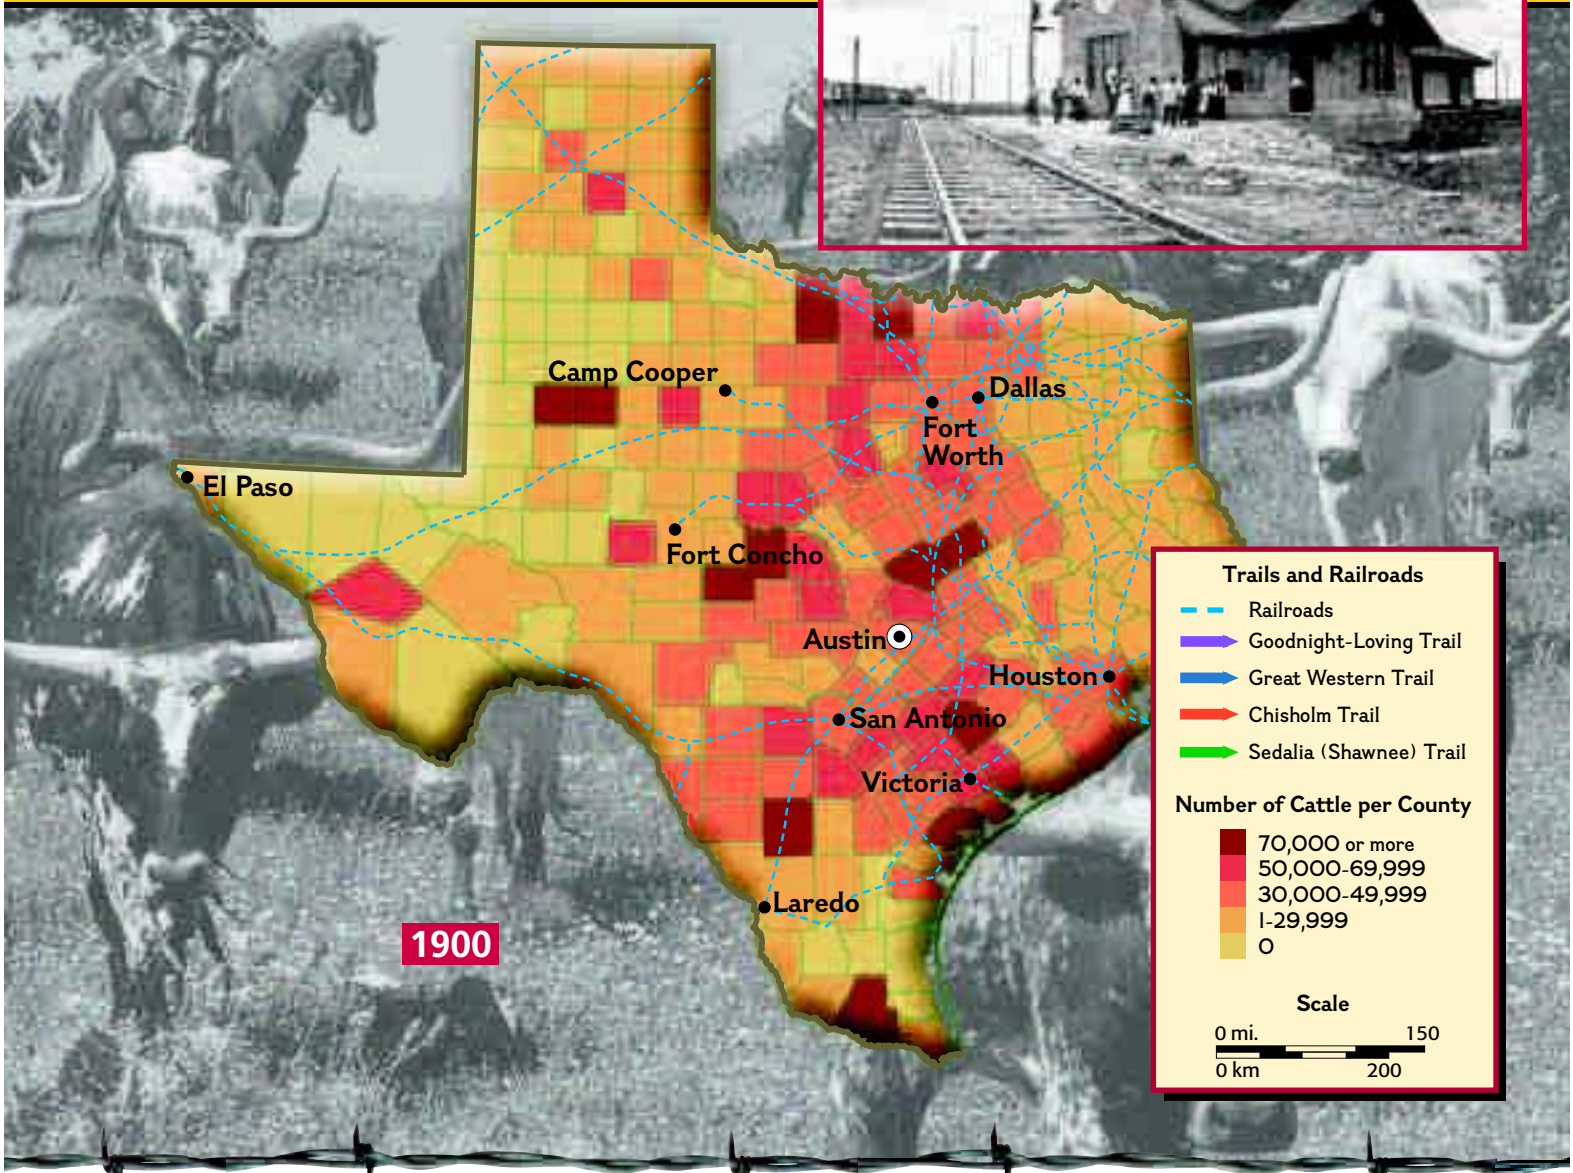 Camp Cooper
Dallas
Fort
Worth
El Paso
Fort Concho
Austin
Houston
San Antonio
Victoria
Laredo
1900
Trails and Railroads
Railroads
Goodnight-Loving Trail
Great Western Trail
Chisholm Trail
Sedalia (Shawnee) Trail
Number of Cattle per County
70,000 or more
50,000-69,999
30,000-49,999
1-29,999
0
Scale
0 mi. 150
0 km 200